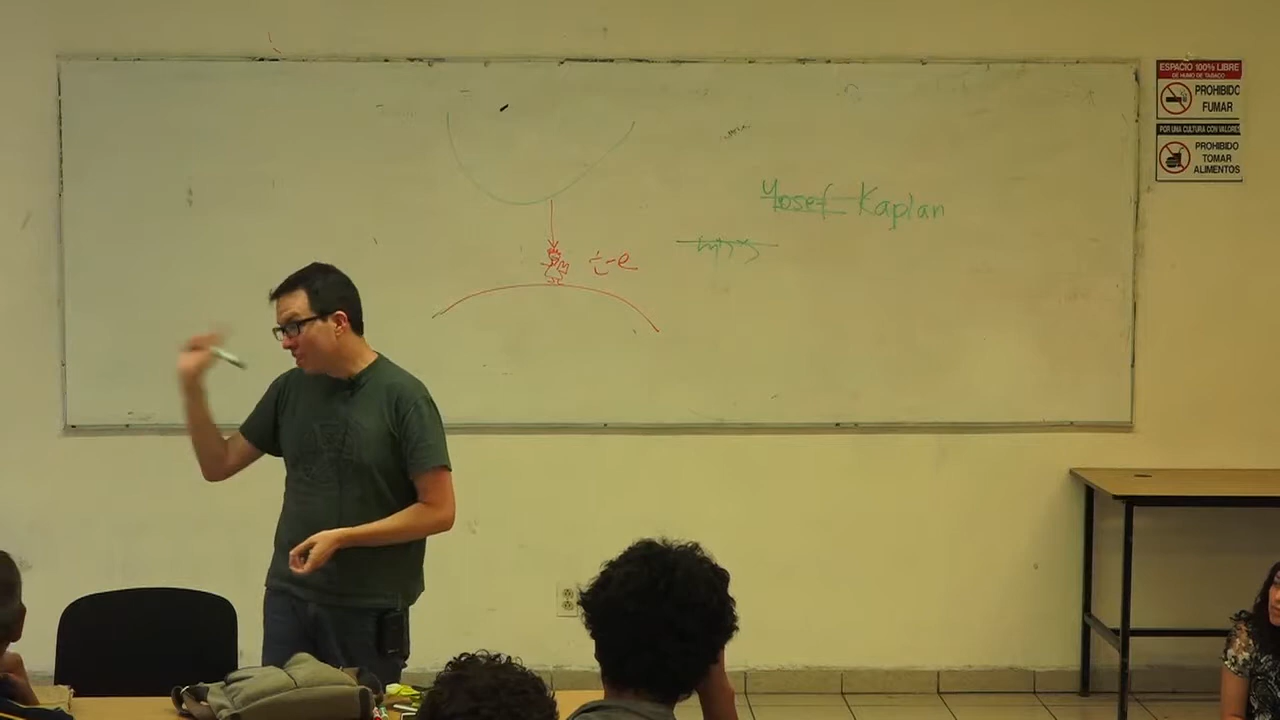 ESPACIO 100% LIBRE
DE HUMO DE TABACO
PROHIBIDO
FUMAR
POR UNA CULTURA CON VALORES
PROHIBIDO
TOMAR
ALIMENTOS
Yosef Kaplan